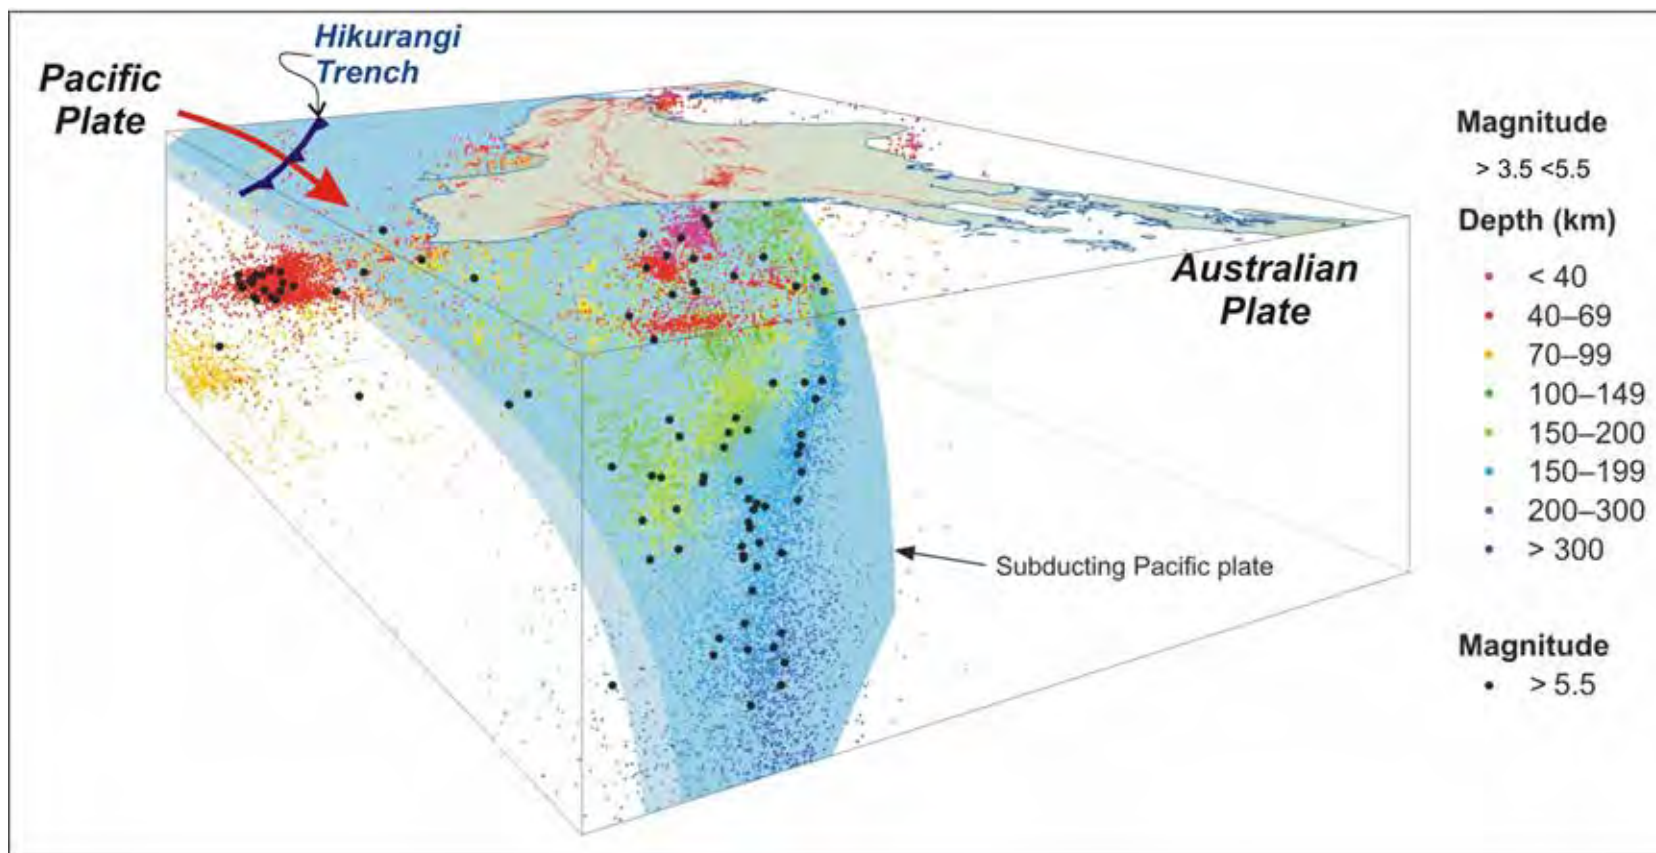 Hikurangi
Trench
Pacific
Plate
Magnitude
> 3.5 <5.5
Depth (km)
< 40
40–69
70–99
100–149
150–200
150–199
200–300
> 300
Australian
Plate
Subducting Pacific plate
Magnitude
> 5.5